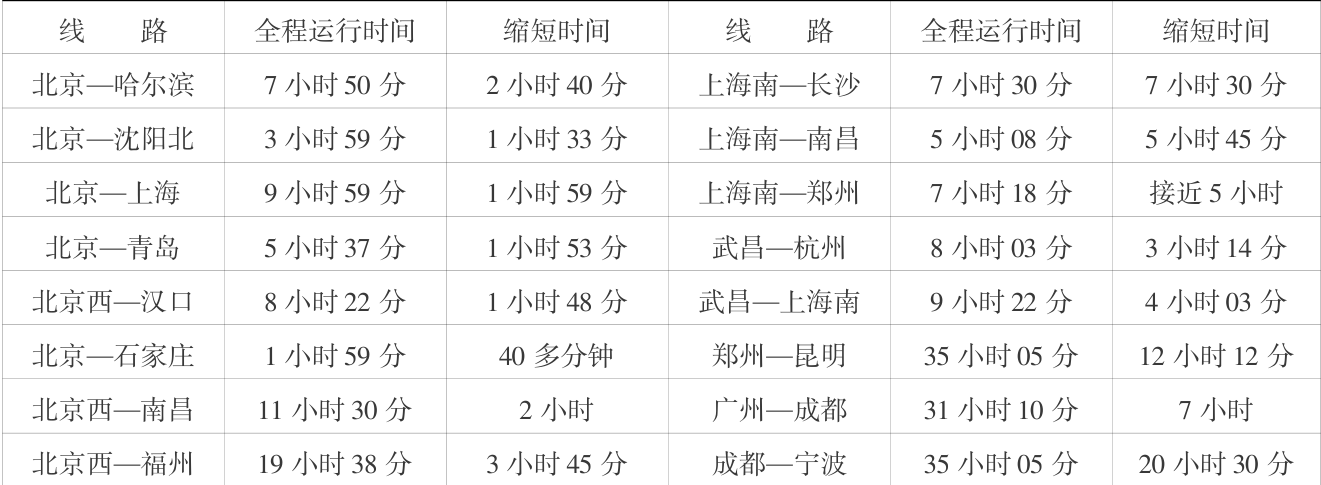 线 路 全程运行时间 缩短时间 线 路 全程运行时间 缩短时间
北京—哈尔滨 7 小时 50 分 2 小时 40 分 上海南—长沙 7 小时 30 分 7 小时 30 分
北京—沈阳北 3 小时 59 分 1 小时 33 分 上海南—南昌 5 小时 08 分 5 小时 45 分
北京—上海 9 小时 59 分 1 小时 59 分 上海南—郑州 7 小时 18 分 接近 5 小时
北京—青岛 5 小时 37 分 1 小时 53 分 武昌—杭州 8 小时 03 分 3 小时 14 分
北京西—汉口 8 小时 22 分 1 小时 48 分 武昌—上海南 9 小时 22 分 4 小时 03 分
北京—石家庄 1 小时 59 分 40 多分钟 郑州—昆明 35 小时 05 分 12 小时 12 分
北京西—南昌 11 小时 30 分 2 小时 广州—成都 31 小时 10 分 7 小时
北京西—福州 19 小时 38 分 3 小时 45 分 成都—宁波 35 小时 05 分 20 小时 30 分